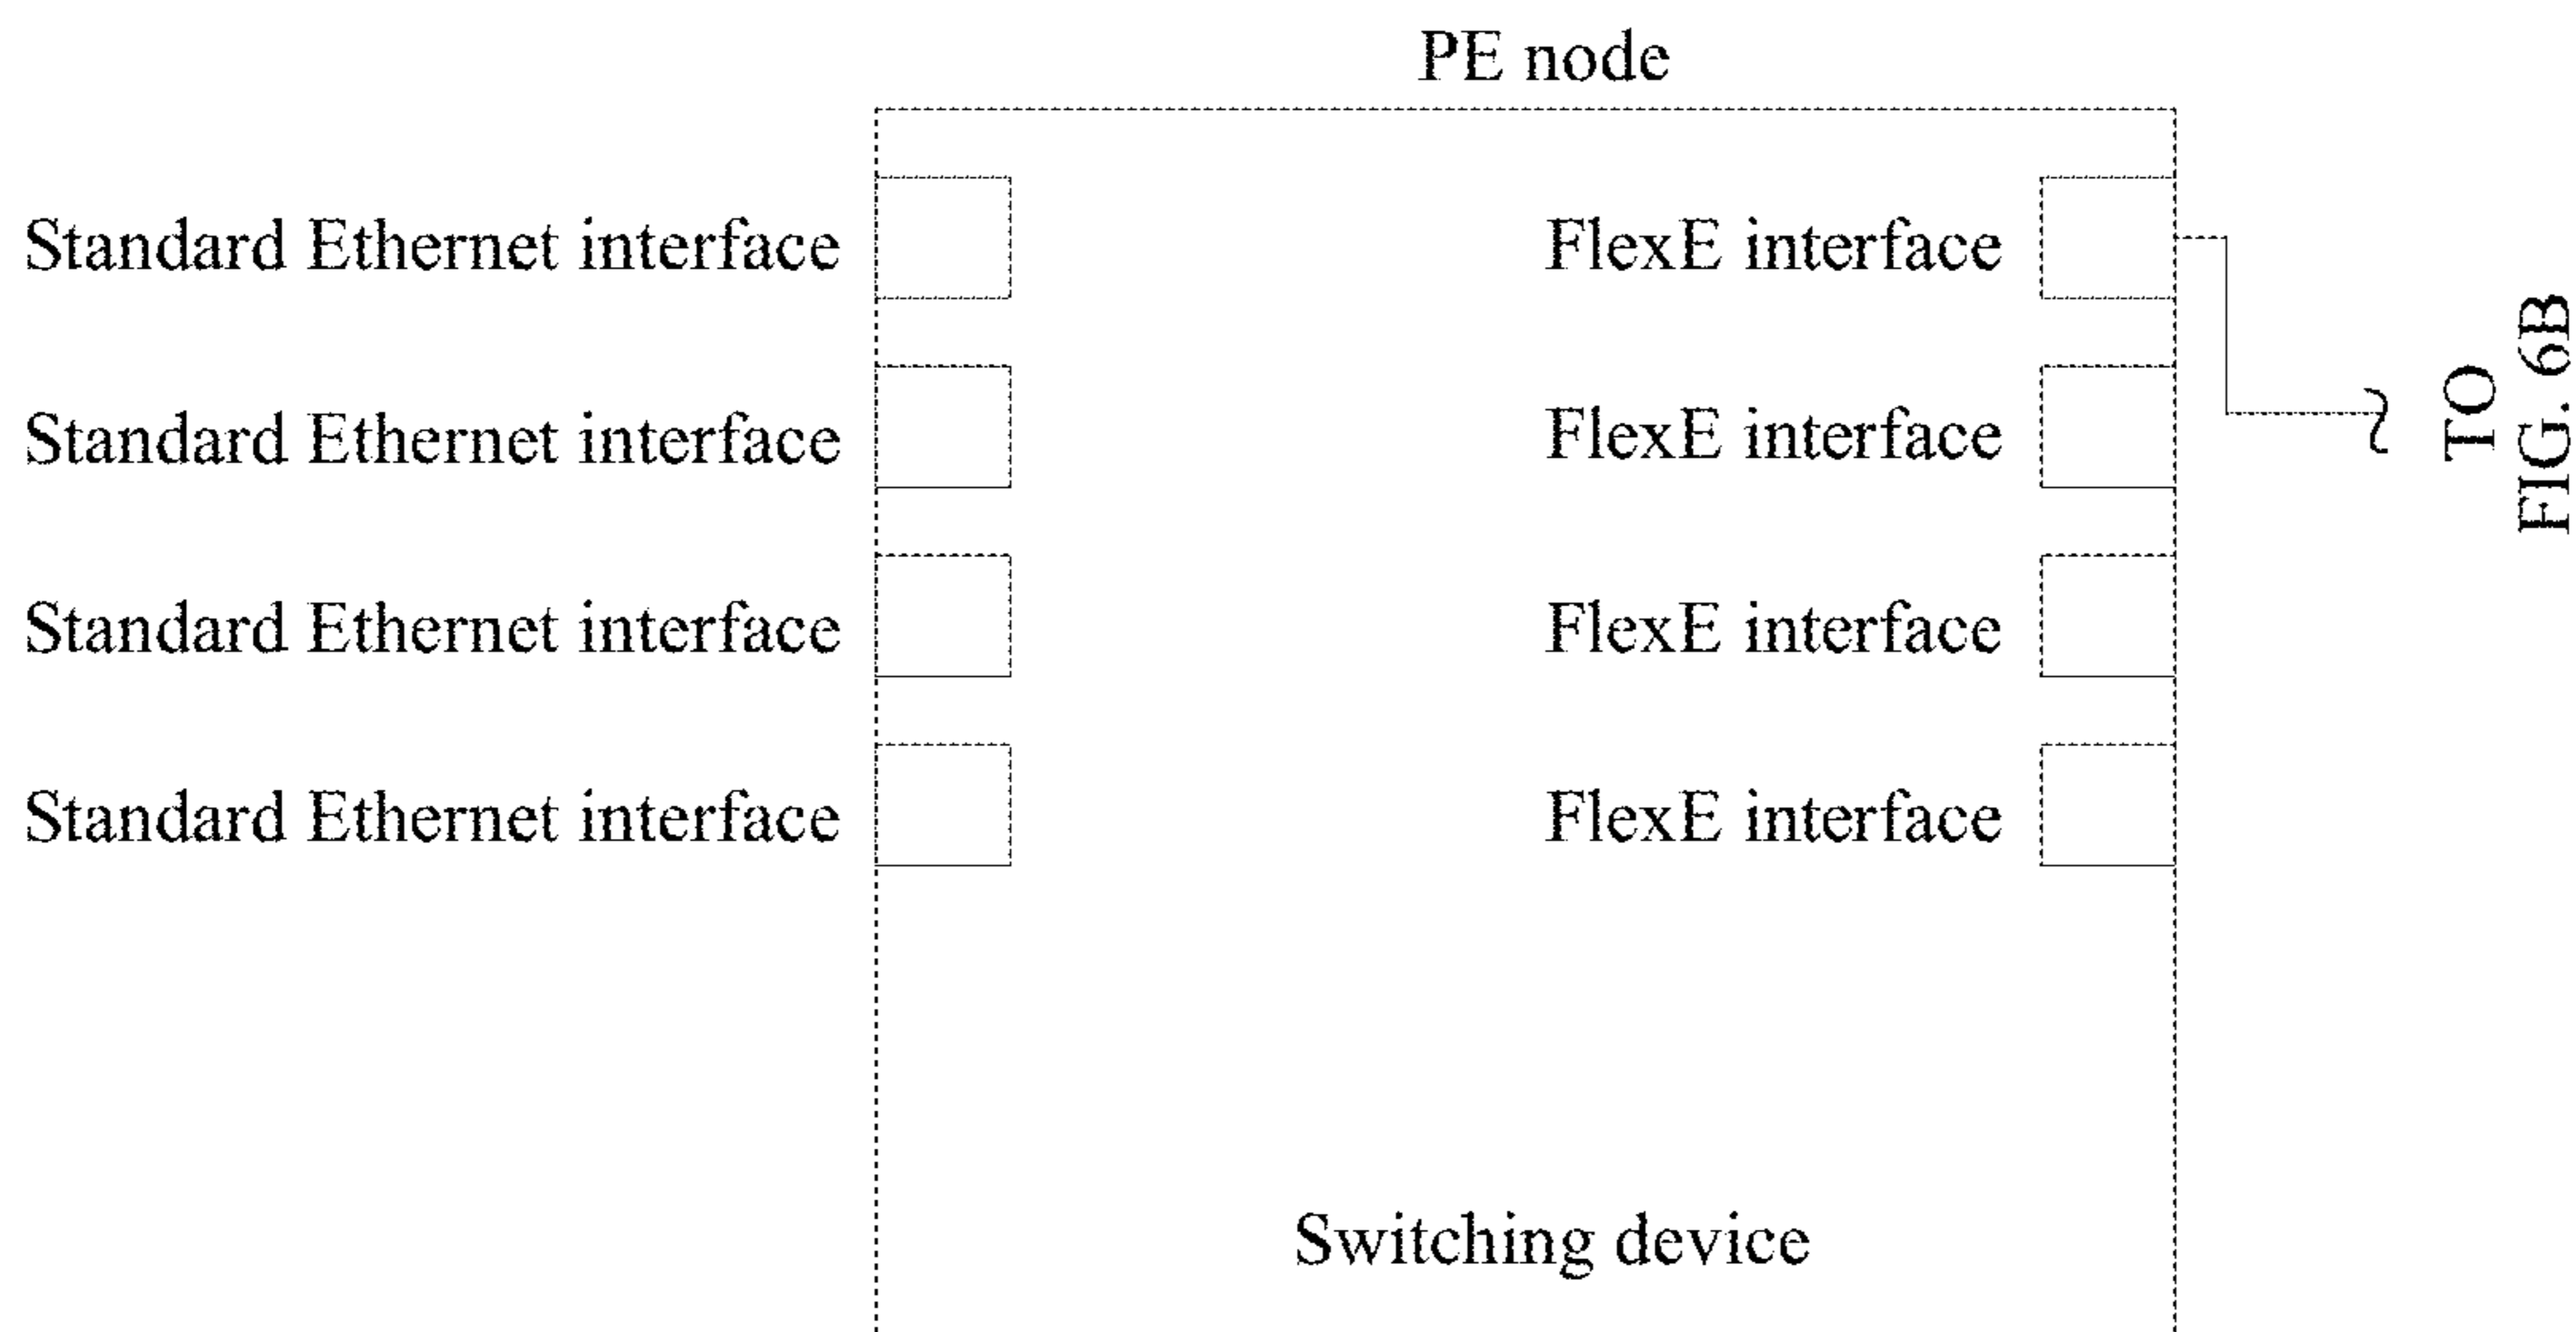 PE node
Standard Ethernet interface
FlexE interface
Standard Ethernet interface
FlexE interface
Standard Ethernet interface
FlexE interface
Standard Ethernet interface
FlexE interface
TO
FIG. 6B
Switching device